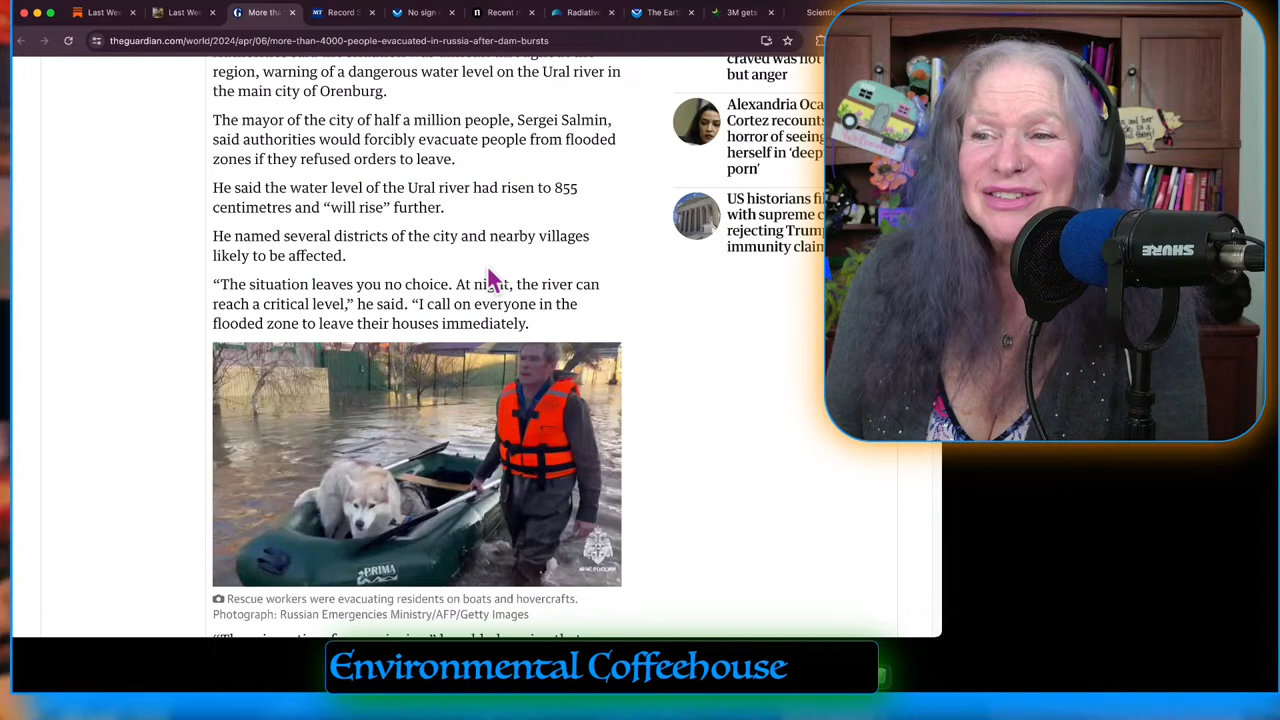 Last Wee
Last Wee
More tha
Record S
No sign
Recent r
Radiative
The Eart
3M gets
Scientis
theguardian.com/world/2024/apr/06/more-than-4000-people-evacuated-in-russia-after-dam-bursts
region, warning of a dangerous water level on the Ural river in
the main city of Orenburg.
The mayor of the city of half a million people, Sergei Salmin,
said authorities would forcibly evacuate people from flooded
zones if they refused orders to leave.
He said the water level of the Ural river had risen to 855
centimetres and “will rise” further.
He named several districts of the city and nearby villages
likely to be affected.
“The situation leaves you no choice. At night, the river can
reach a critical level,” he said. “I call on everyone in the
flooded zone to leave their houses immediately.
PRIMA
МЧС РОССИИ
Rescue workers were evacuating residents on boats and hovercrafts.
Photograph: Russian Emergencies Ministry/AFP/Getty Images
craved was not
but anger
Alexandria Oca
Cortez recounts
horror of seeing
herself in ‘deep
porn’
US historians fi
with supreme c
rejecting Trum
immunity claim
SHURE
Environmental Coffeehouse